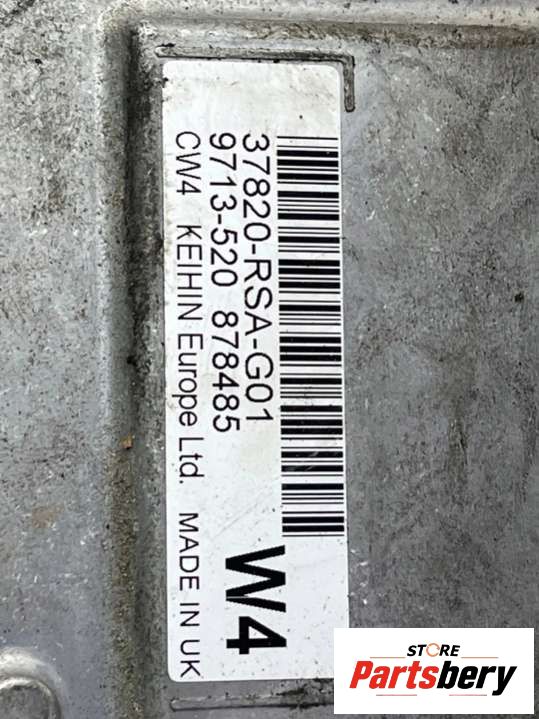 37820-RSA-G01
9713-520 878485
CW4 KEIHIN Europe Ltd. MADE IN UK
W4
STORE
Partsbery